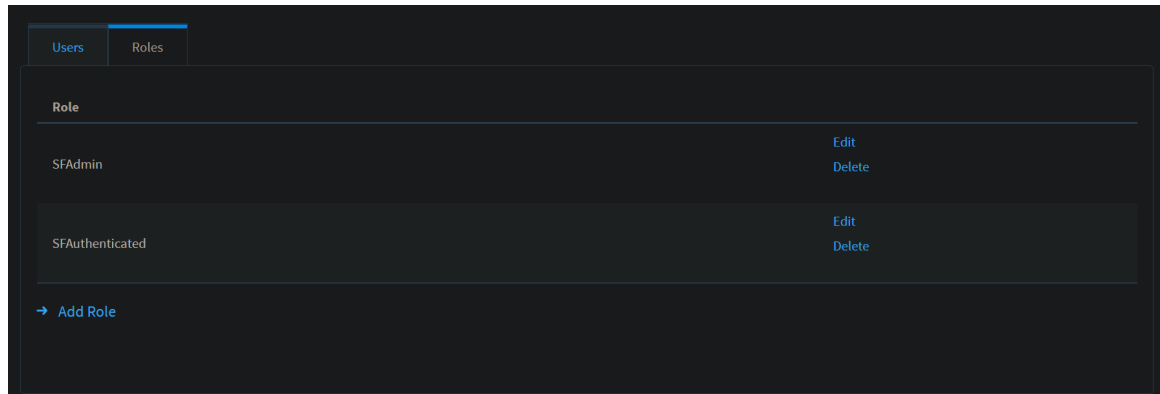 Users
Roles
Role
SFAdmin
Edit
Delete
SFAuthenticated
Edit
Delete
Add Role